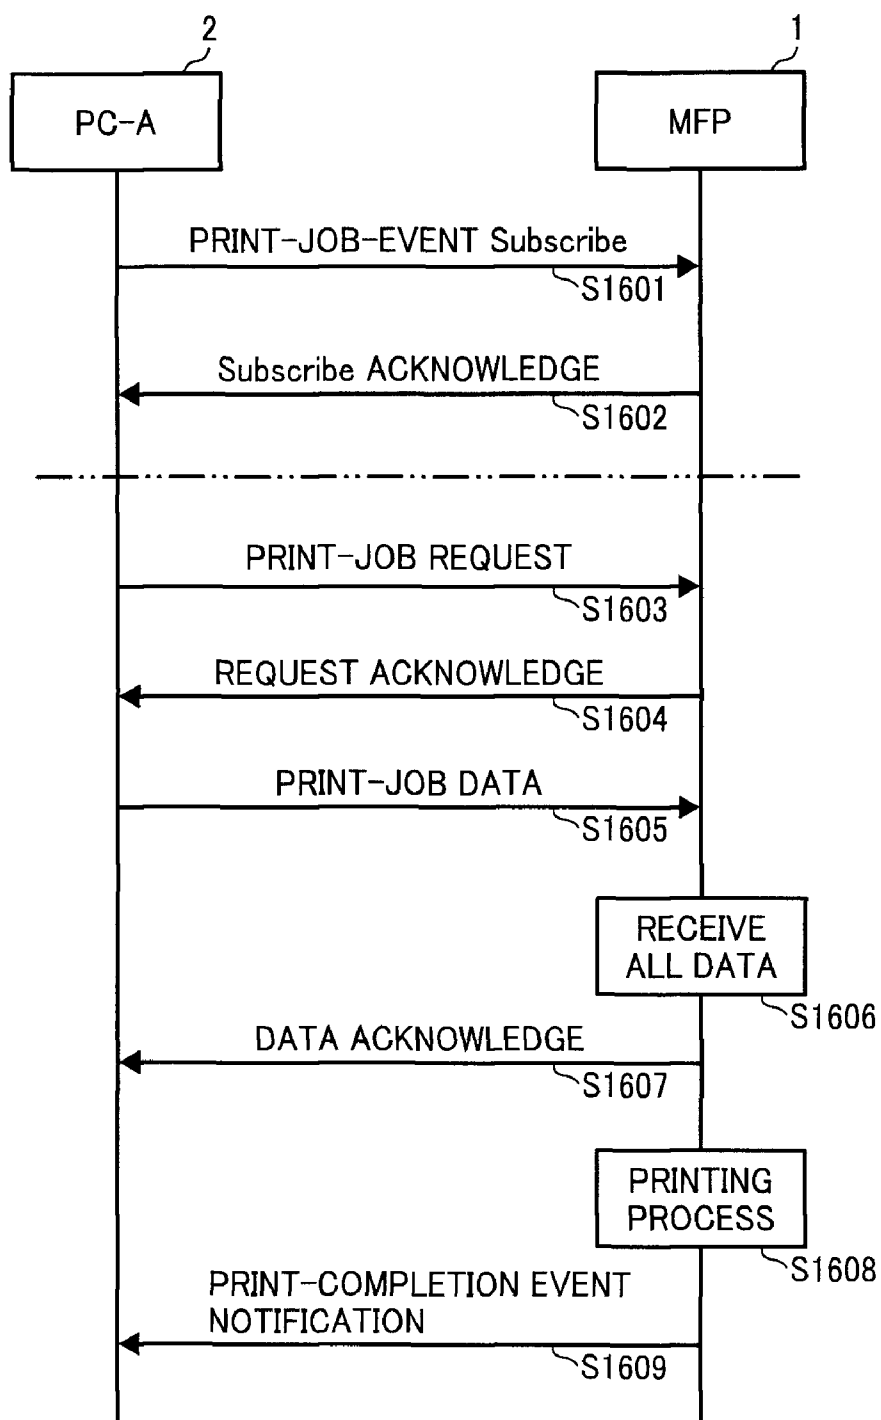 2
1
PC-A
MFP
PRINT-JOB-EVENT Subscribe
S1601
Subscribe ACKNOWLEDGE
S1602
PRINT-JOB REQUEST
S1603
REQUEST ACKNOWLEDGE
S1604
PRINT-JOB DATA
S1605
RECEIVE
ALL DATA
S1606
DATA ACKNOWLEDGE
S1607
PRINTING
PROCESS
S1608
PRINT-COMPLETION EVENT
NOTIFICATION
S1609